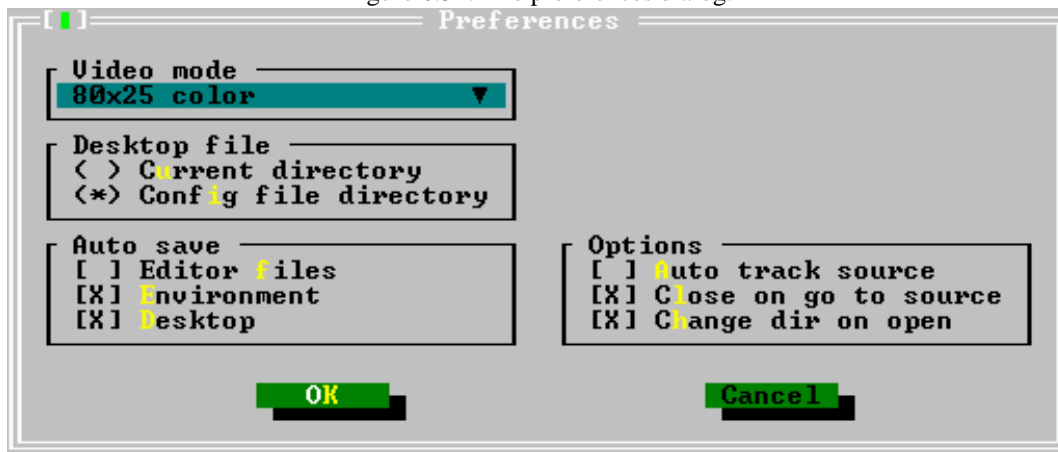 Preferences
Video mode
80x25 color ▼
Desktop file
( ) Current directory
(*) Config file directory
Auto save
[ ] Editor files
[X] Environment
[X] Desktop
Options
[ ] Auto track source
[X] Close on go to source
[X] Change dir on open
OK
Cancel